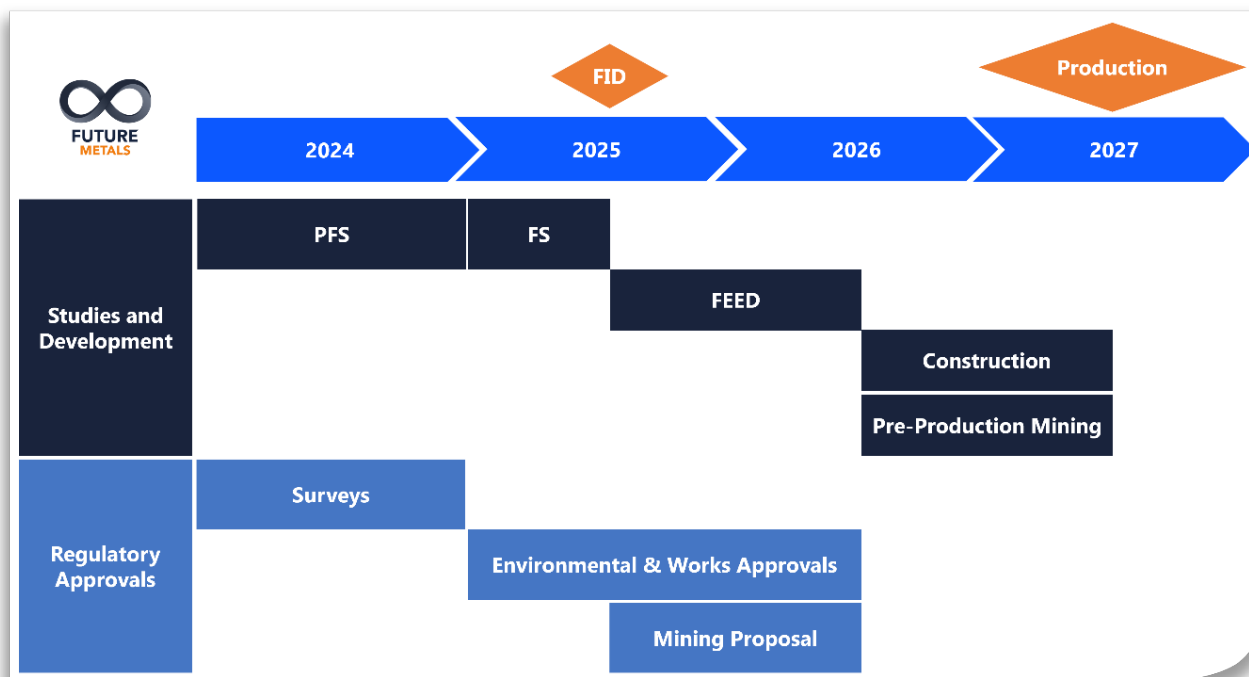 FID
Production
FUTURE
METALS
2024
2025
2026
2027
Studies and
Development
PFS
FS
FEED
Construction
Pre-Production Mining
Regulatory
Approvals
Surveys
Environmental & Works Approvals
Mining Proposal